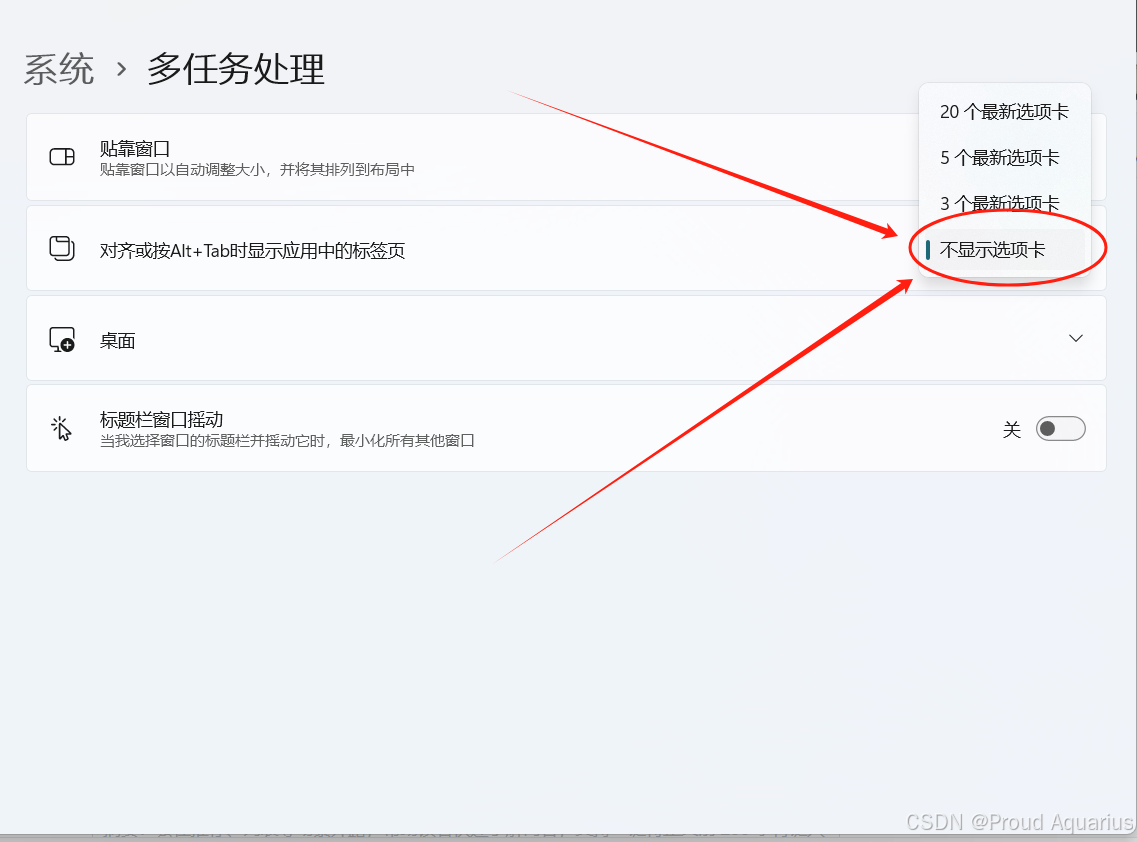 系统 › 多任务处理
20 个最新选项卡
贴靠窗口
贴靠窗口以自动调整大小，并将其排列到布局中
5 个最新选项卡
3 个最新选项卡
对齐或按Alt+Tab时显示应用中的标签页
不显示选项卡
桌面
标题栏窗口摇动
当我选择窗口的标题栏并摇动它时，最小化所有其他窗口
关
CSDN @Proud Aquarius